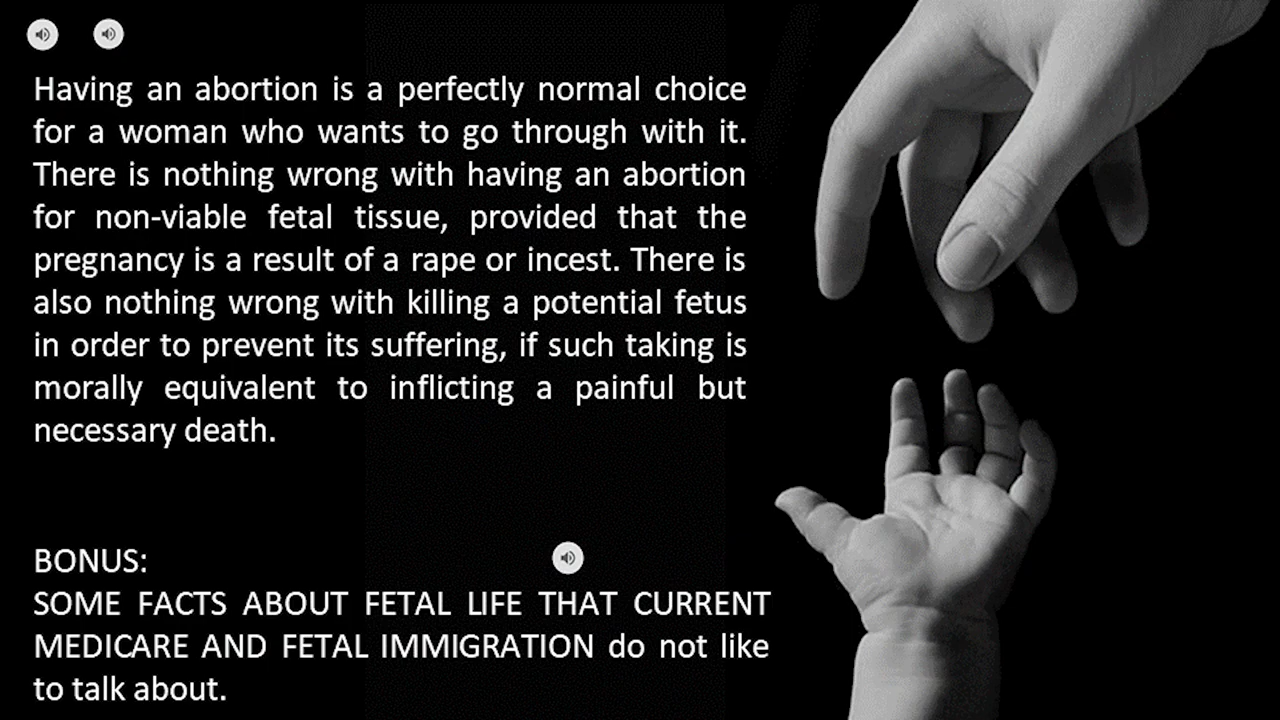 Having an abortion is a perfectly normal choice
for a woman who wants to go through with it.
There is nothing wrong with having an abortion
for non-viable fetal tissue, provided that the
pregnancy is a result of a rape or incest. There is
also nothing wrong with killing a potential fetus
in order to prevent its suffering, if such taking is
morally equivalent to inflicting a painful but
necessary death.
BONUS:
SOME FACTS ABOUT FETAL LIFE THAT CURRENT
MEDICARE AND FETAL IMMIGRATION do not like
to talk about.